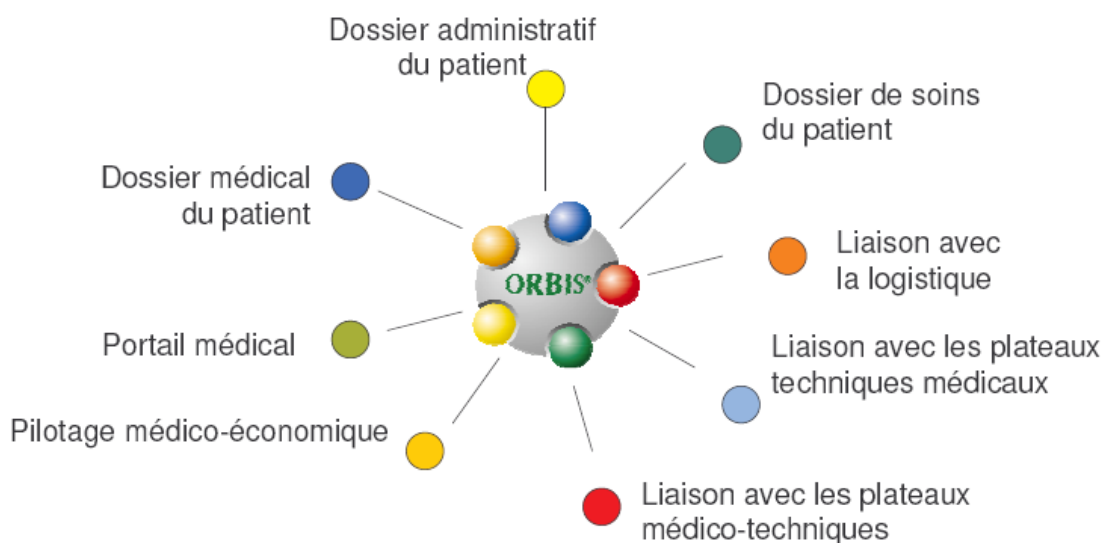 Dossier administratif
du patient
Dossier de soins
du patient
Dossier médical
du patient
Liaison avec
la logistique
ORBIS®
Portail médical
Liaison avec les plateaux
techniques médicaux
Pilotage médico-économique
Liaison avec les plateaux
médico-techniques